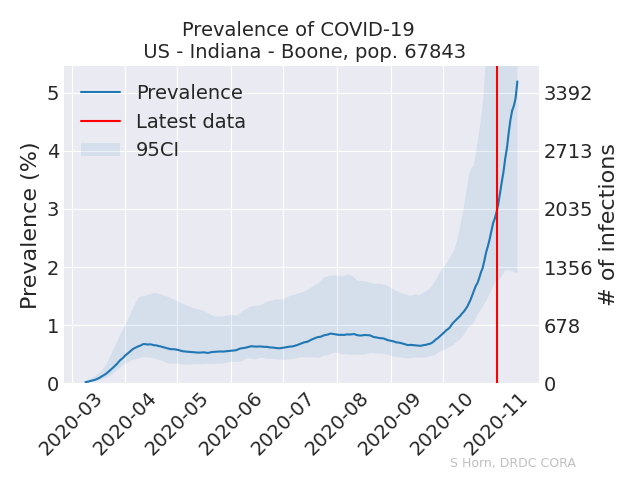 Prevalence of COVID-19
US - Indiana - Boone, pop. 67843
Prevalence
Latest data
95CI
Prevalence (%)
5
4
3
2
1
0
3392
2713
2035
1356
678
0
# of infections
2020-03
2020-04
2020-05
2020-06
2020-07
2020-08
2020-09
2020-10
2020-11
S Horn, DRDC CORA